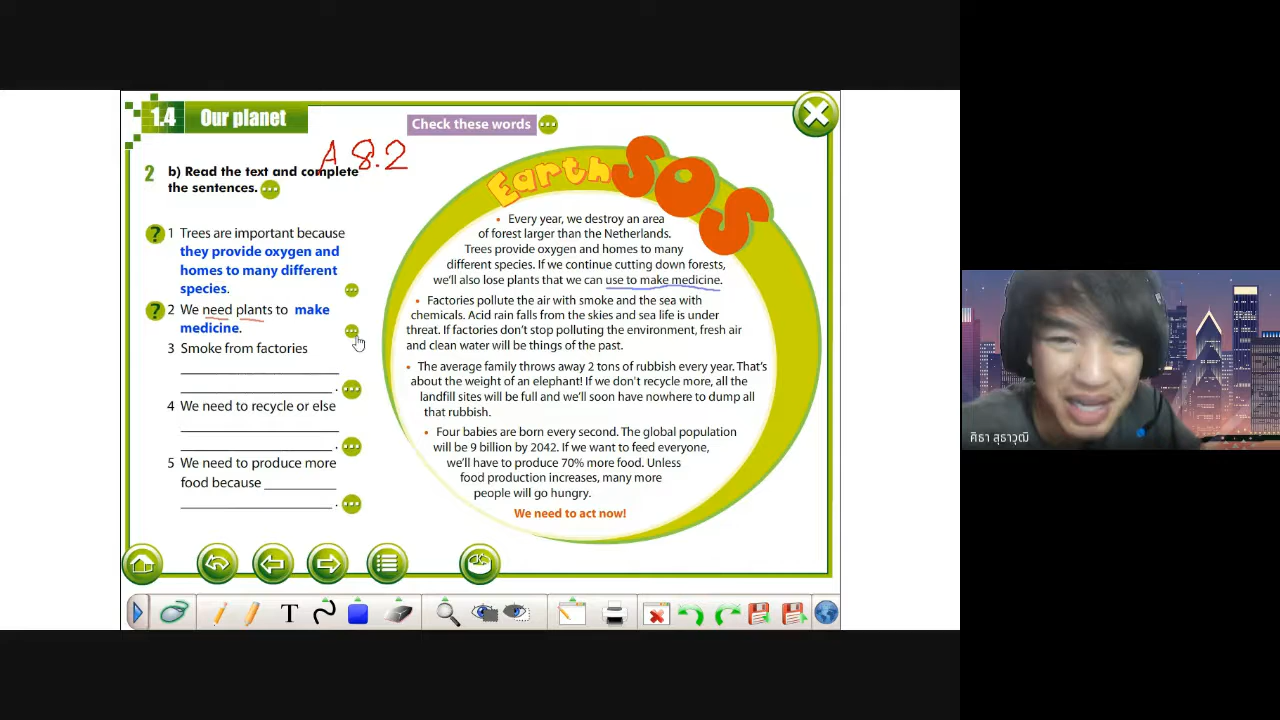 1.4 Our planet
Check these words
A 8.2
2 b) Read the text and complete
the sentences.
? 1 Trees are important because
they provide oxygen and
homes to many different
species.
? 2 We need plants to make
medicine.
3 Smoke from factories
.
4 We need to recycle or else
.
5 We need to produce more
food because
.
Earth SOS
• Every year, we destroy an area
of forest larger than the Netherlands.
Trees provide oxygen and homes to many
different species. If we continue cutting down forests,
we'll also lose plants that we can use to make medicine.
• Factories pollute the air with smoke and the sea with
chemicals. Acid rain falls from the skies and sea life is under
threat. If factories don't stop polluting the environment, fresh air
and clean water will be things of the past.
• The average family throws away 2 tons of rubbish every year. That's
about the weight of an elephant! If we don't recycle more, all the
landfill sites will be full and we'll soon have nowhere to dump all
that rubbish.
• Four babies are born every second. The global population
will be 9 billion by 2042. If we want to feed everyone,
we'll have to produce 70% more food. Unless
food production increases, many more
people will go hungry.
We need to act now!
T
ศิธา สุธาวุฒิ